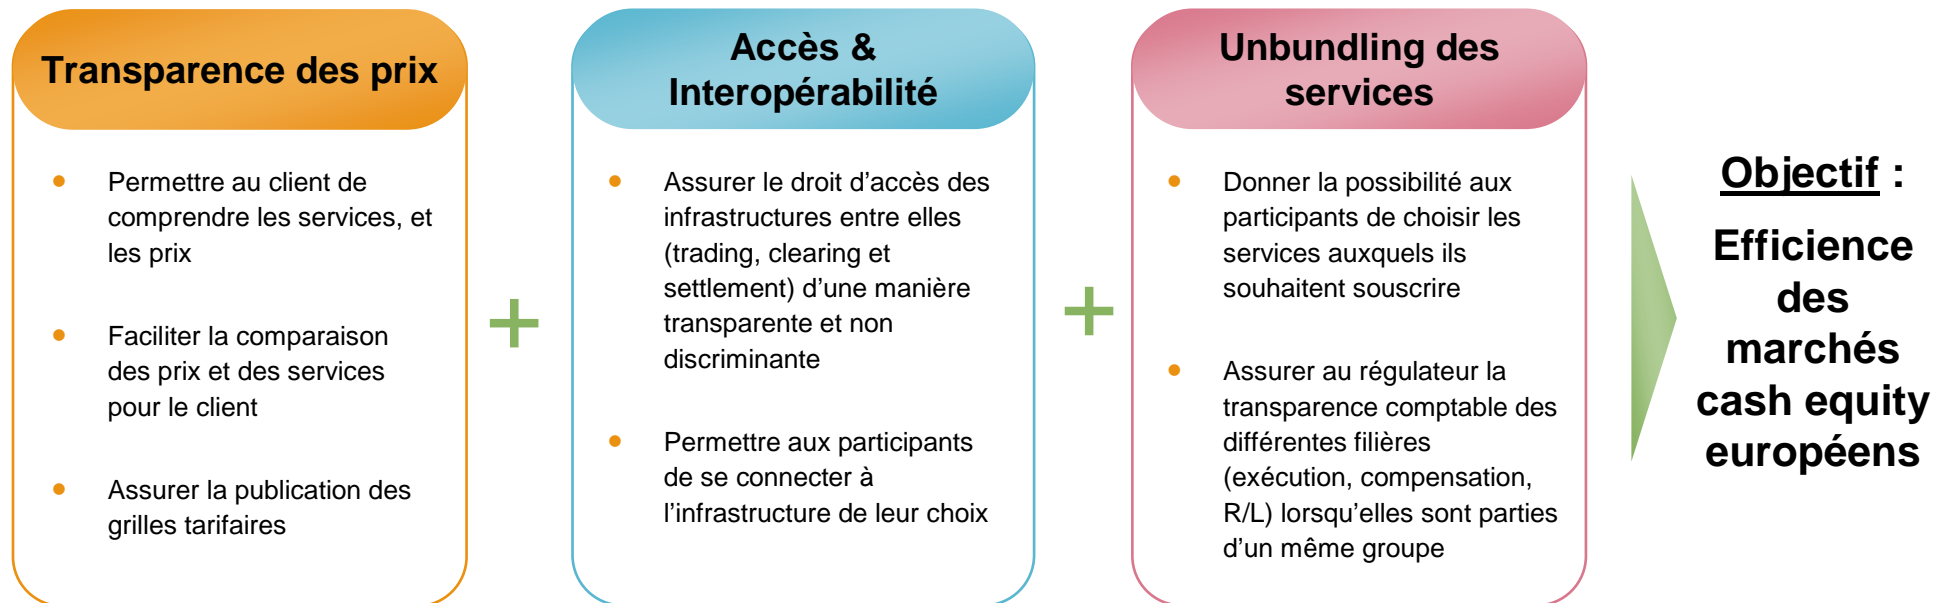 Transparence des prix
Permettre au client de
comprendre les services, et
les prix
Faciliter la comparaison
des prix et des services
pour le client
Assurer la publication des
grilles tarifaires
+
Accès &
Interopérabilité
Assurer le droit d’accès des
infrastructures entre elles
(trading, clearing et
settlement) d’une manière
transparente et non
discriminante
Permettre aux participants
de se connecter à
l’infrastructure de leur choix
+
Unbundling des
services
Donner la possibilité aux
participants de choisir les
services auxquels ils
souhaitent souscrire
Assurer au régulateur la
transparence comptable des
différentes filières
(exécution, compensation,
R/L) lorsqu’elles sont parties
d’un même groupe
Objectif :
Efficience
des
marchés
cash equity
européens